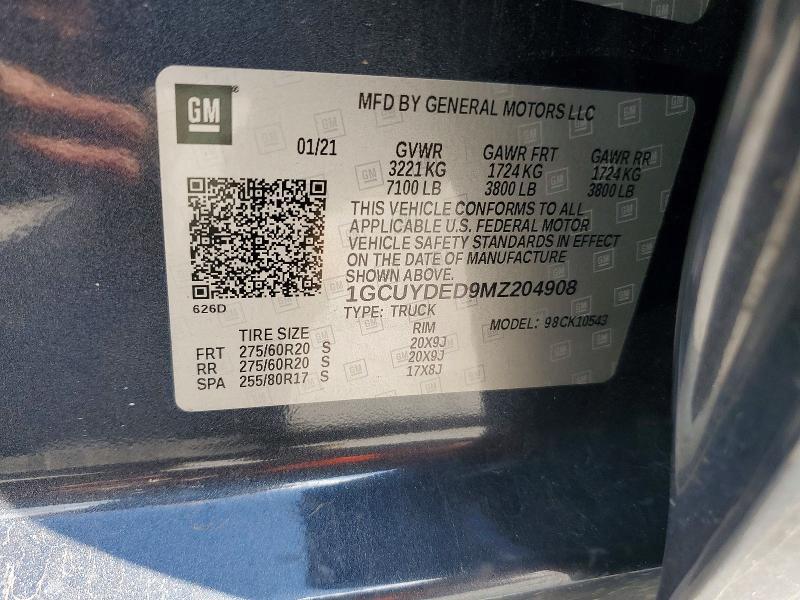 GM
MFD BY GENERAL MOTORS LLC
01/21
GVWR GAWR FRT GAWR RR
3221 KG 1724 KG 1724 KG
7100 LB 3800 LB 3800 LB
THIS VEHICLE CONFORMS TO ALL
APPLICABLE U.S. FEDERAL MOTOR
VEHICLE SAFETY STANDARDS IN EFFECT
ON THE DATE OF MANUFACTURE
SHOWN ABOVE.
626D
1GCUYDED9MZ204908
TYPE: TRUCK MODEL: 98CK10543
TIRE SIZE RIM
FRT 275/60R20 S 20X9J
RR 275/60R20 S 20X9J
SPA 255/80R17 S 17X8J